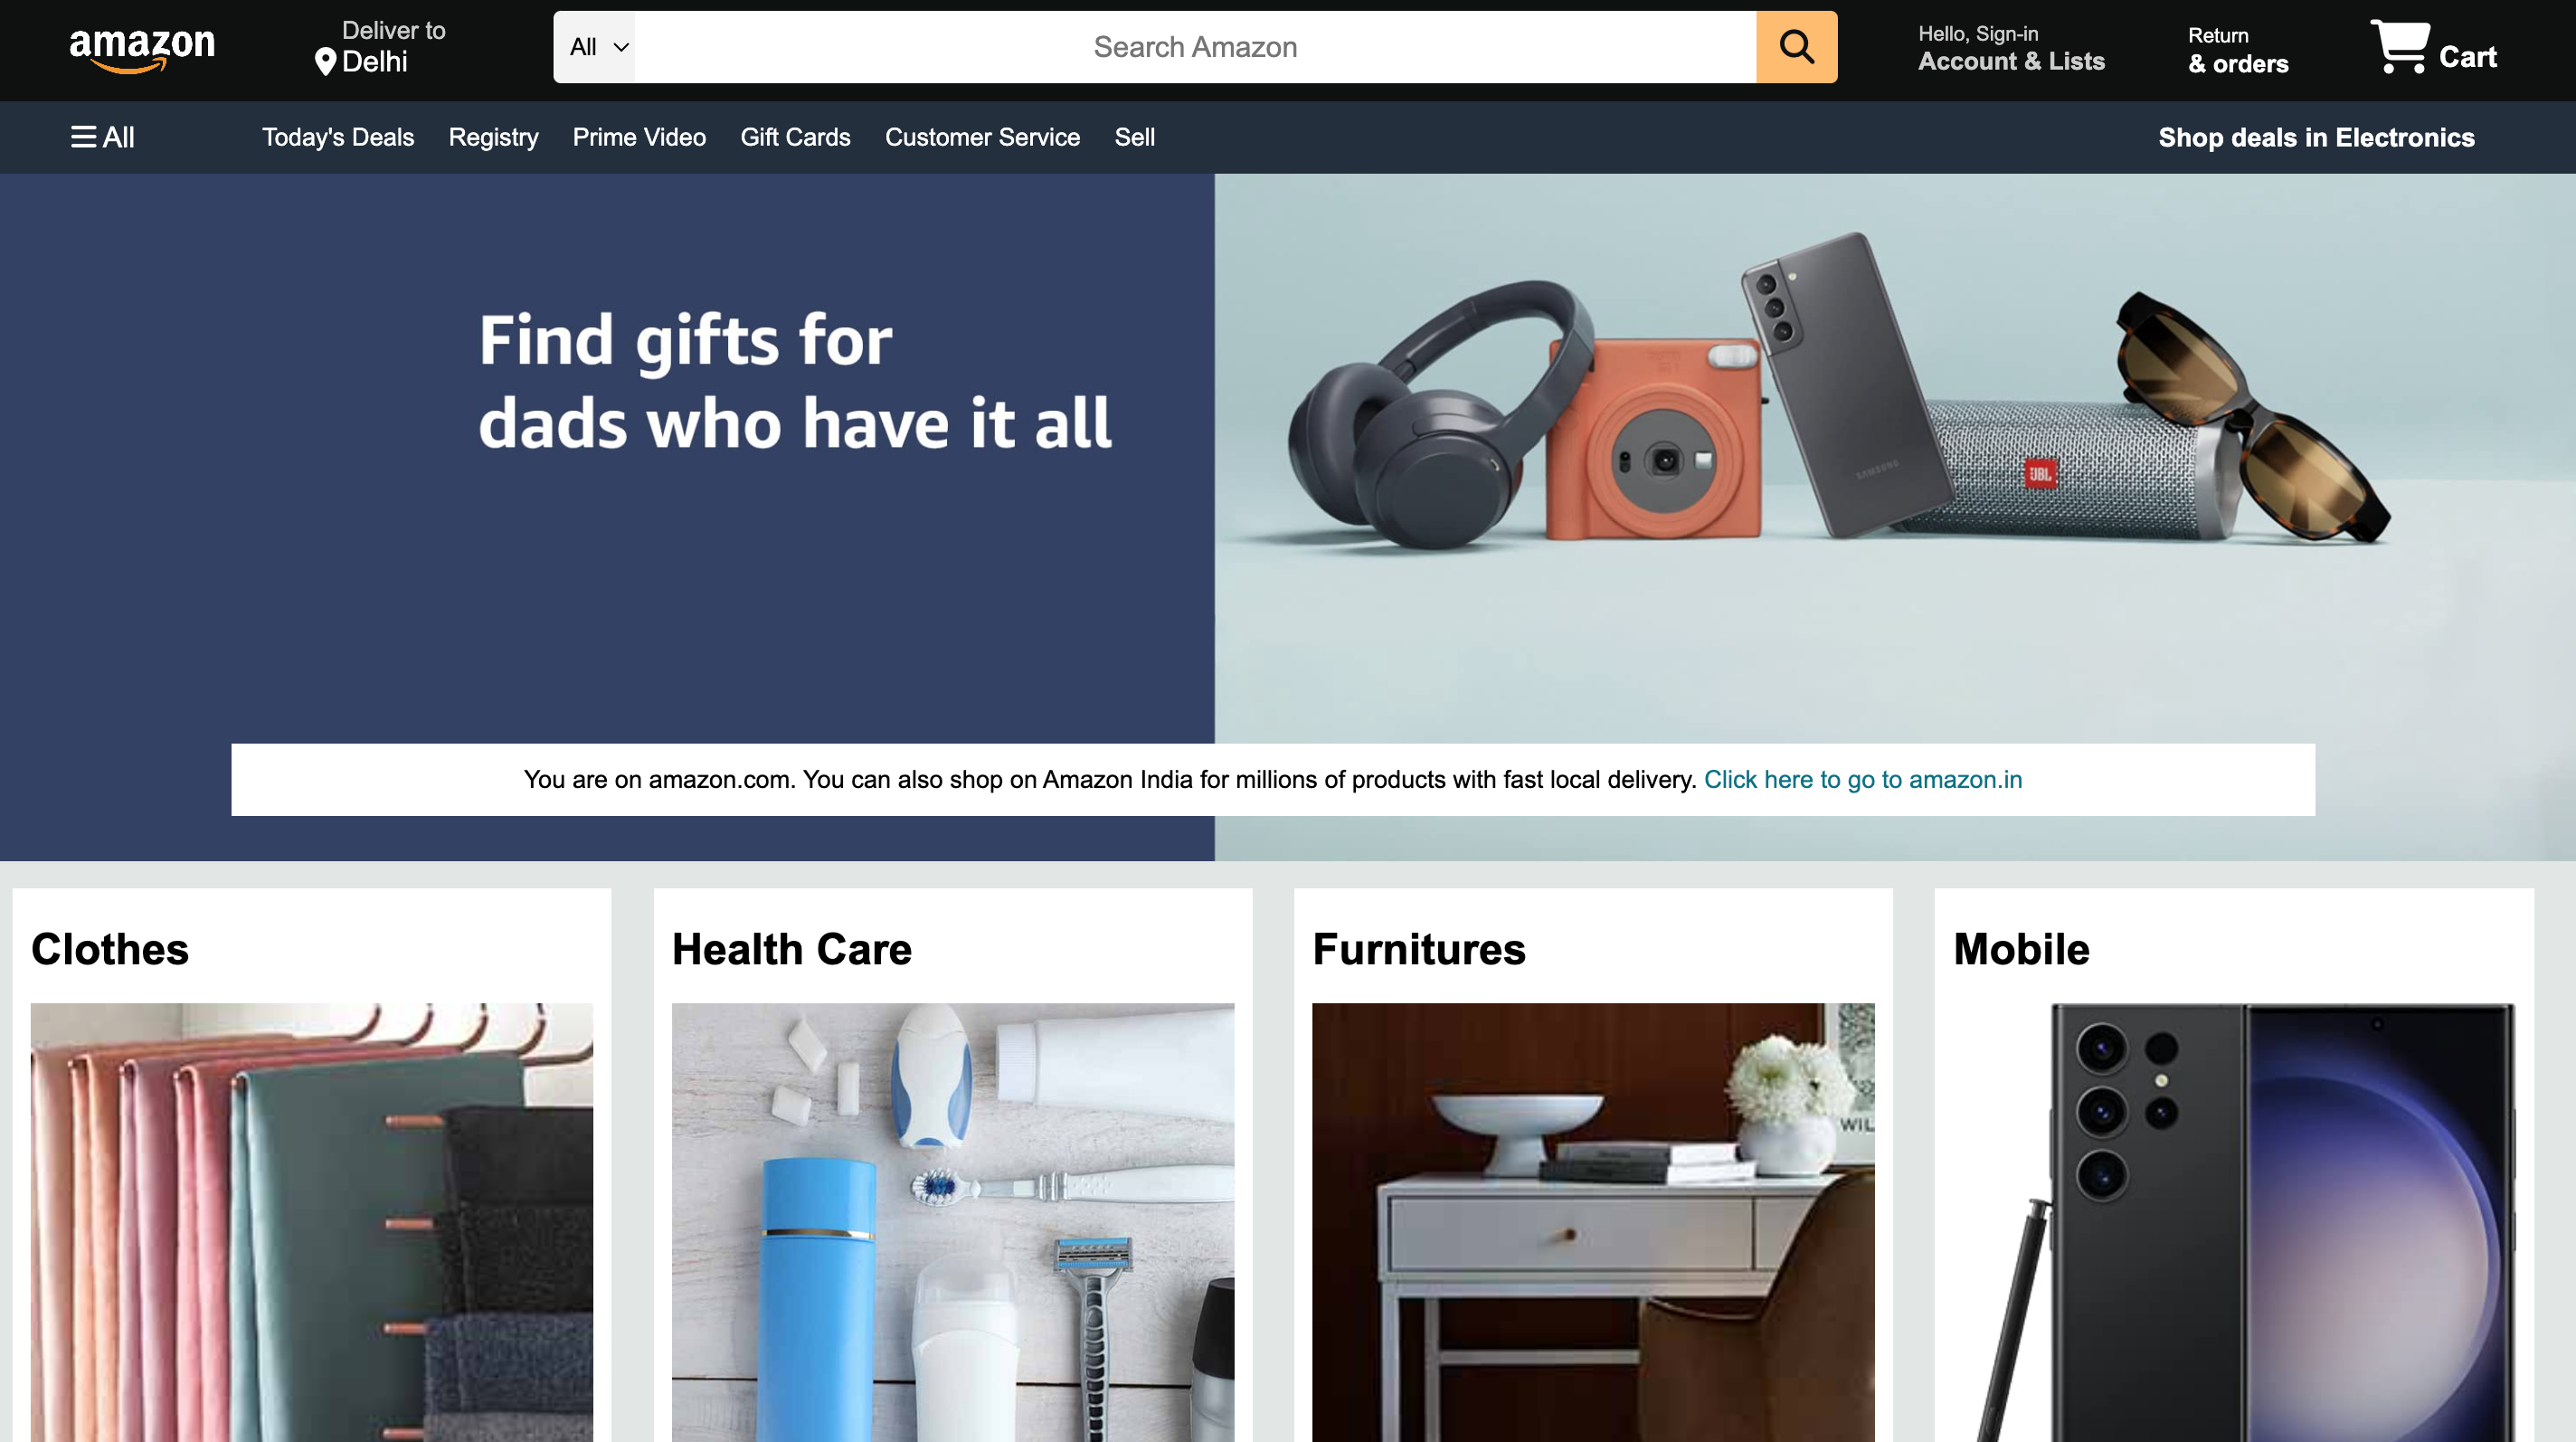 amazon
Deliver to
Delhi
All
Search Amazon
Hello, Sign-in
Account & Lists
Return
& orders
Cart
All
Today's Deals
Registry
Prime Video
Gift Cards
Customer Service
Sell
Shop deals in Electronics
Find gifts for
dads who have it all
SAMSUNG
JBL
You are on amazon.com. You can also shop on Amazon India for millions of products with fast local delivery. Click here to go to amazon.in
Clothes
Health Care
Furnitures
Mobile
WIL